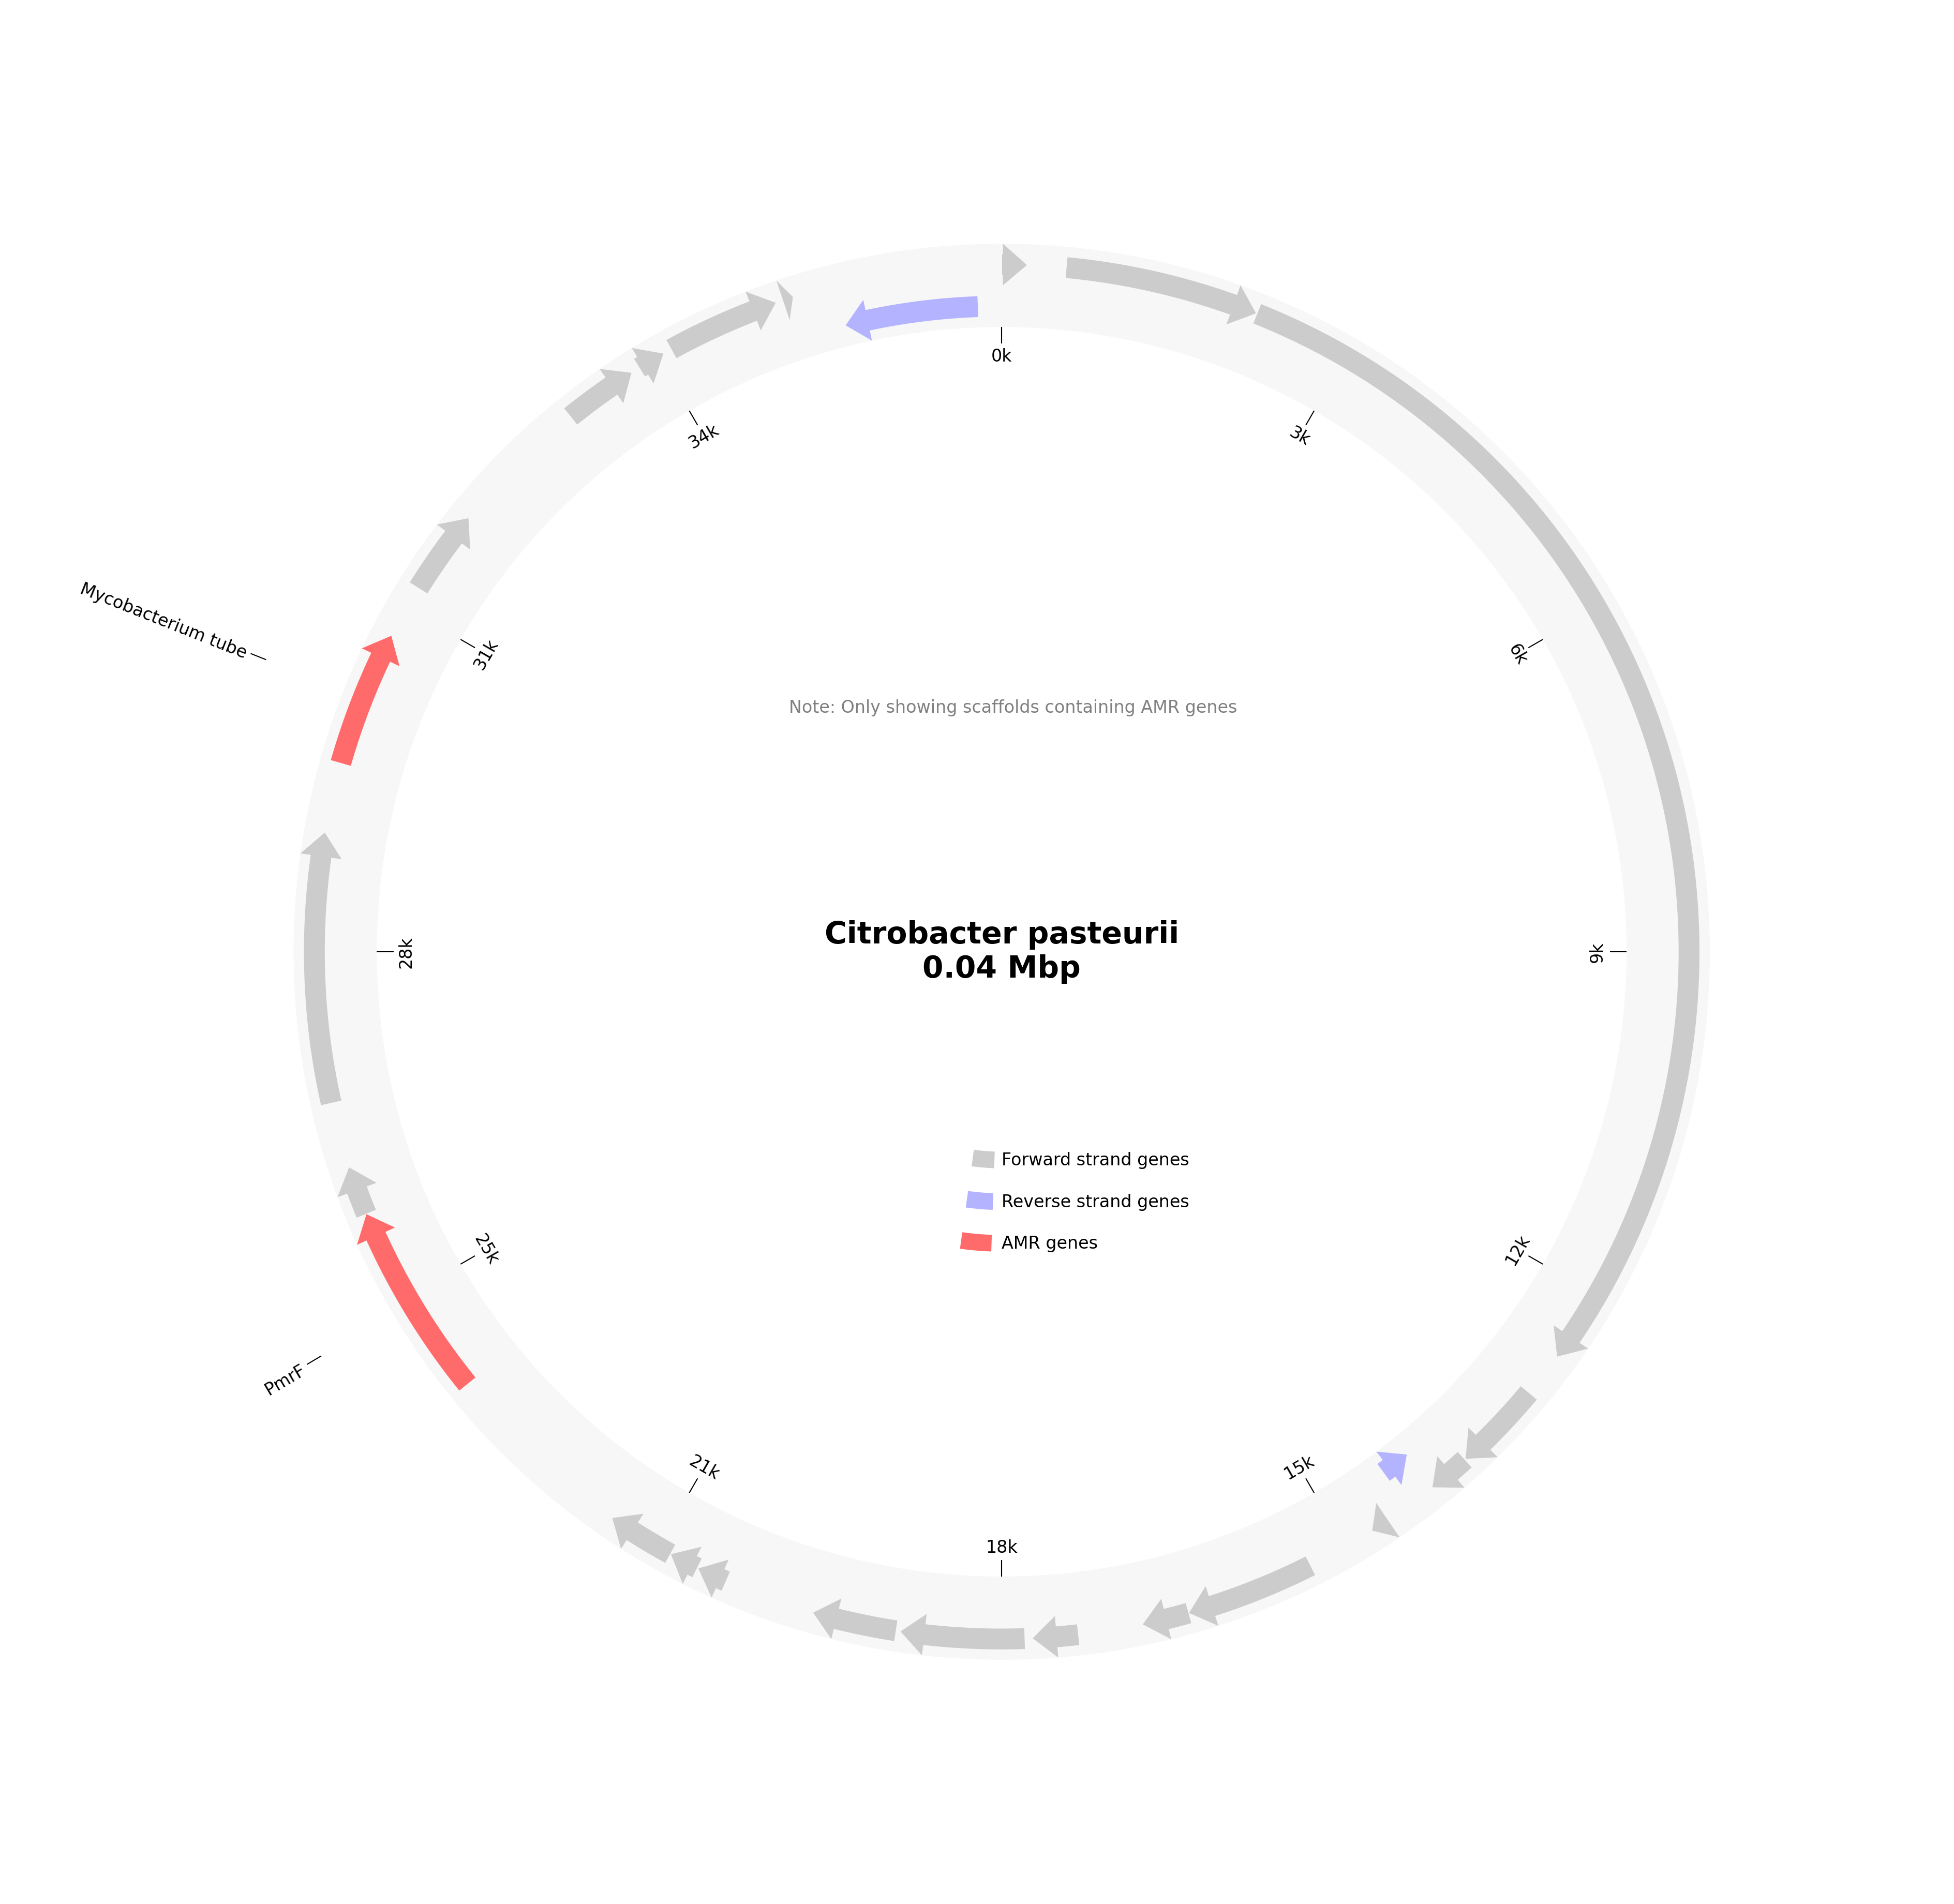 0k
34k
3k
Mycobacterium tube
31k
6k
Note: Only showing scaffolds containing AMR genes
Citrobacter pasteurii
0.04 Mbp
28k
9k
Forward strand genes
Reverse strand genes
AMR genes
25k
12k
PmrF
21k
15k
18k